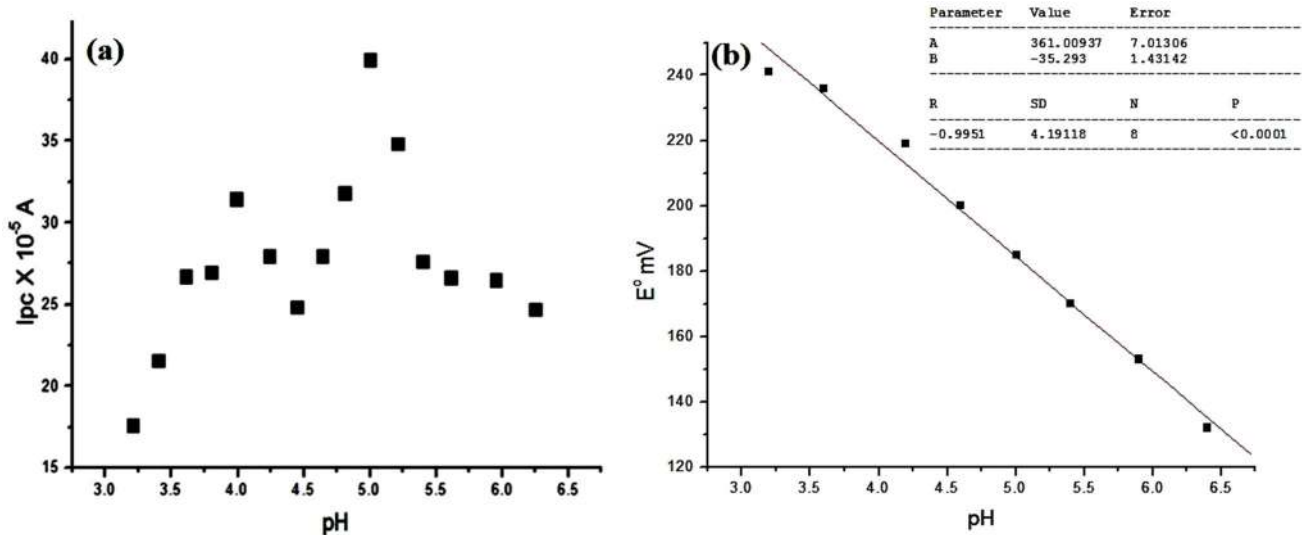 (a)
40
35
30
25
20
15
Ipc X 10⁻⁵ A
3.0 3.5 4.0 4.5 5.0 5.5 6.0 6.5
pH
(b)
Parameter Value Error
A 361.00937 7.01306
B -35.293 1.43142
R SD N P
-0.9951 4.19118 8 <0.0001
240
220
200
180
160
140
120
E° mV
3.0 3.5 4.0 4.5 5.0 5.5 6.0 6.5
pH